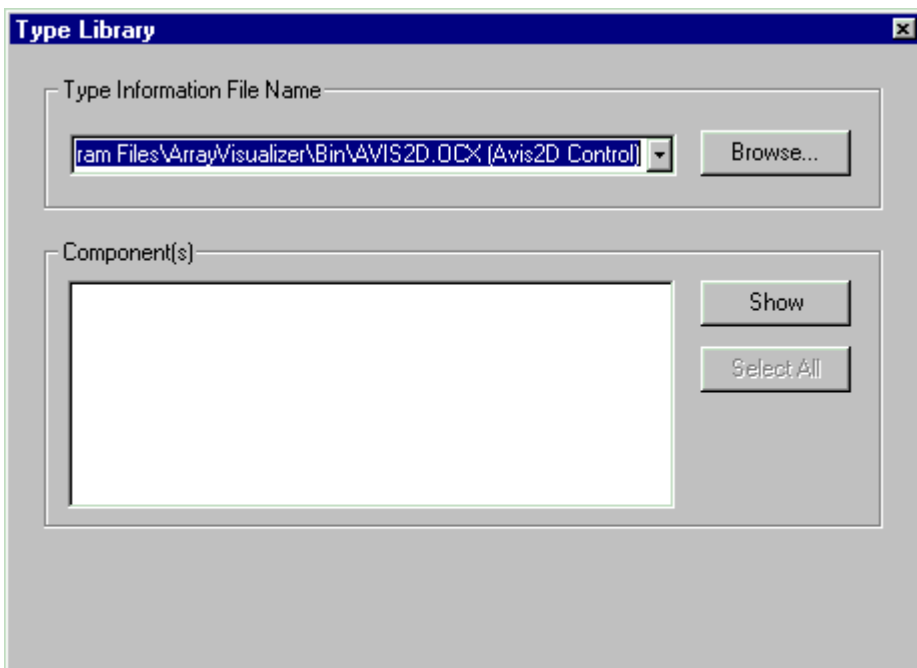 Type Library
Type Information File Name
ram Files\ArrayVisualizer\Bin\AVIS2D.OCX (Avis2D Control)
Browse...
Component(s)
Show
Select All